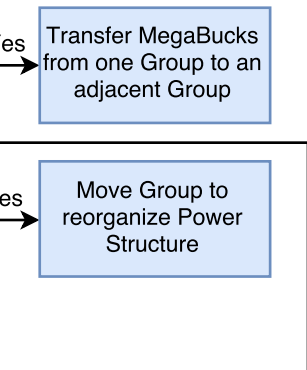 es
Transfer MegaBucks
from one Group to an
adjacent Group
es
Move Group to
reorganize Power
Structure